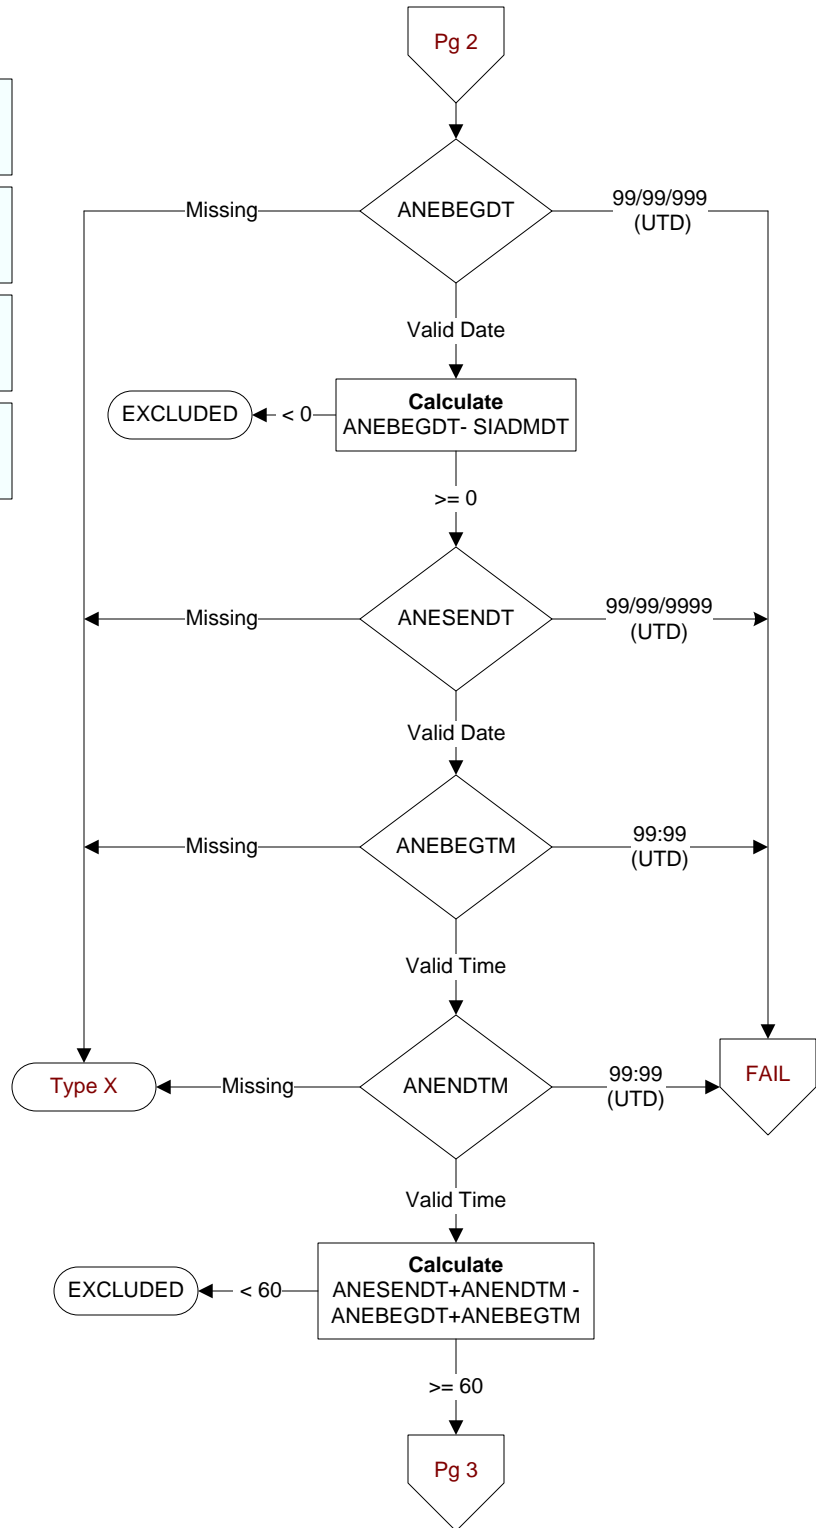 Pg 2
Missing
ANEBEGDT
99/99/999
(UTD)
Valid Date
EXCLUDED
< 0
Calculate
ANEBEGDT- SIADMDT
>= 0
Missing
ANESENDT
99/99/9999
(UTD)
Valid Date
Missing
ANEBEGTM
99:99
(UTD)
Valid Time
Type X
Missing
ANENDTM
99:99
(UTD)
FAIL
Valid Time
EXCLUDED
< 60
Calculate
ANESENDT+ANENDTM -
ANEBEGDT+ANEBEGTM
>= 60
Pg 3